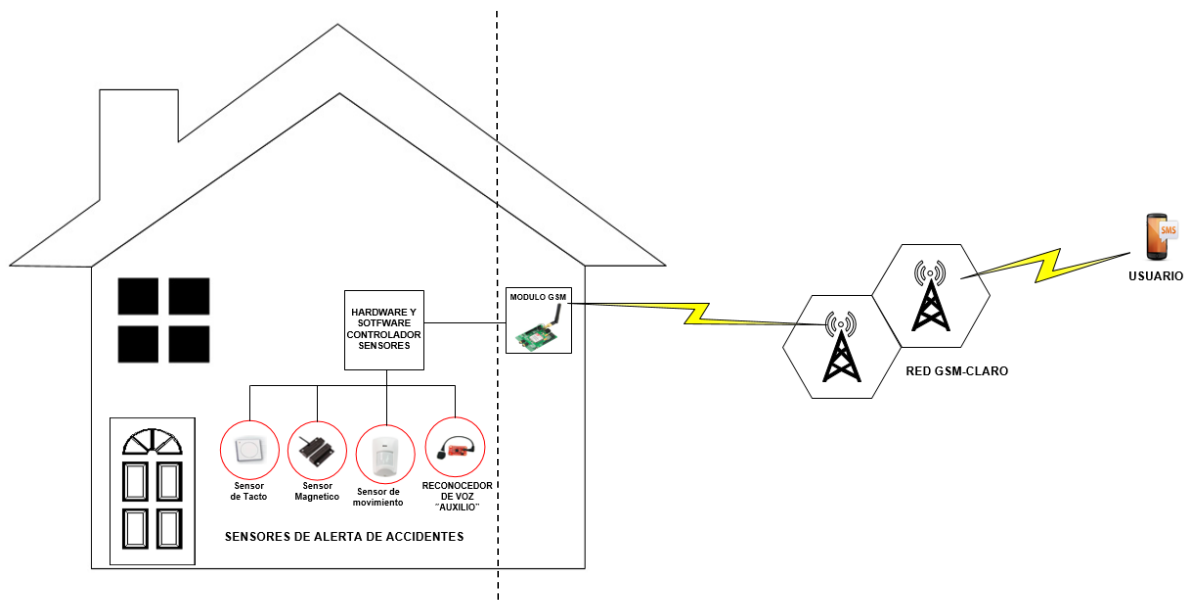 HARDWARE Y
SOTFWARE
CONTROLADOR
SENSORES
MODULO GSM
SMS
USUARIO
RED GSM-CLARO
Sensor
de Tacto
Sensor
Magnetico
Sensor de
movimiento
RECONOCEDOR
DE VOZ
"AUXILIO"
SENSORES DE ALERTA DE ACCIDENTES